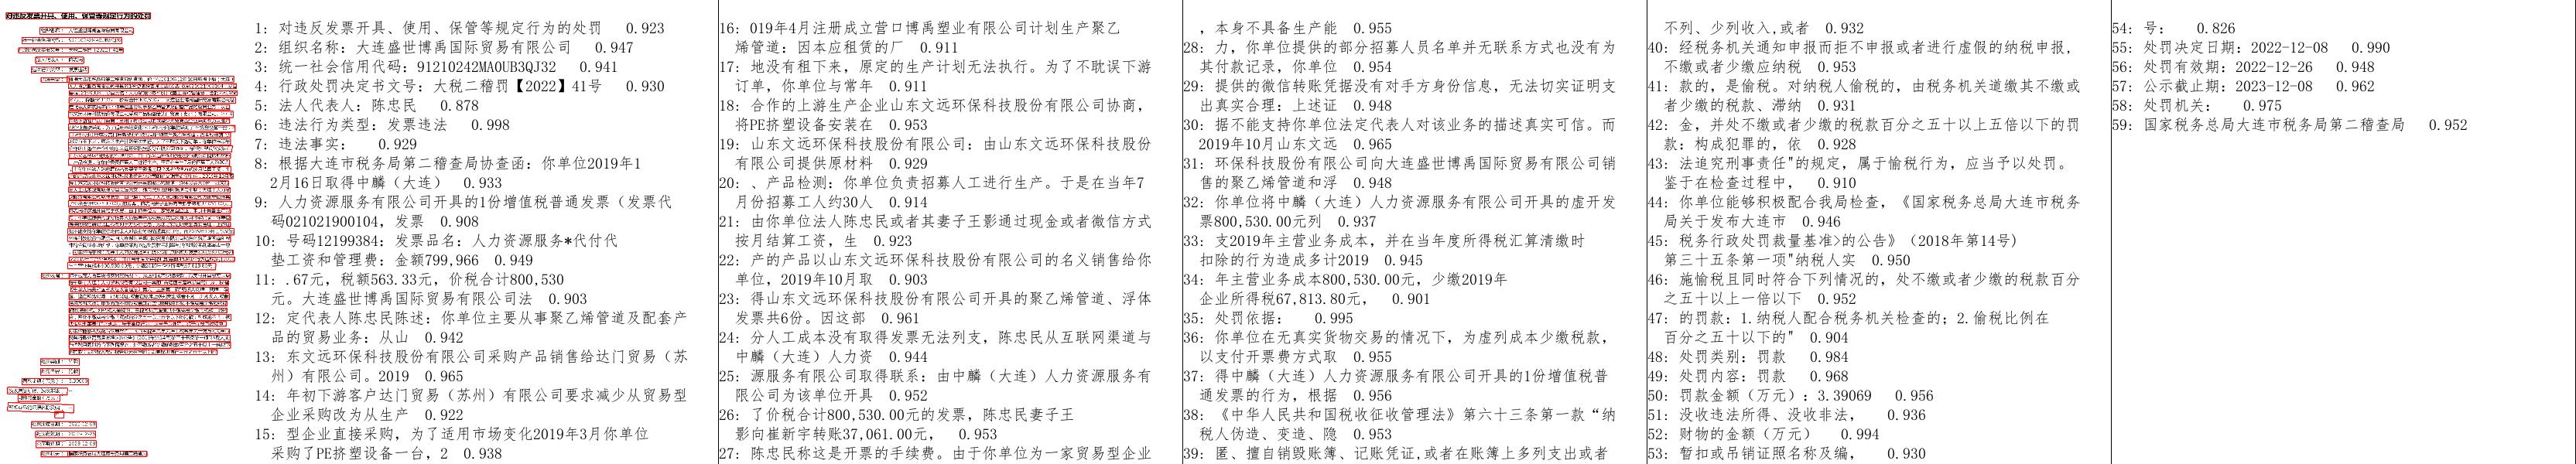 1: 对违反发票开具、使用、保管等规定行为的处罚 0.923
2: 组织名称: 大连盛世博禹国际贸易有限公司 0.947
3: 统一社会信用代码: 91210242MA0UB3QJ32 0.941
4: 行政处罚决定书文号: 大税二稽罚【2022】41号 0.930
5: 法人代表人: 陈忠民 0.878
6: 违法行为类型: 发票违法 0.998
7: 违法事实: 0.929
8: 根据大连市税务局第二稽查局协查函: 你单位2019年1
2月16日取得中麟（大连） 0.933
9: 人力资源服务有限公司开具的1份增值税普通发票（发票代
码021021900104, 发票 0.908
10: 号码12199384: 发票品名: 人力资源服务*代付代
垫工资和管理费: 金额799,966 0.949
11: .67元, 税额563.33元, 价税合计800,530
元。大连盛世博禹国际贸易有限公司法 0.903
12: 定代表人陈忠民陈述: 你单位主要从事聚乙烯管道及配套产
品的贸易业务: 从山 0.942
13: 东文远环保科技股份有限公司采购产品销售给达门贸易（苏
州）有限公司。2019 0.965
14: 年初下游客户达门贸易（苏州）有限公司要求减少从贸易型
企业采购改为从生产 0.922
15: 型企业直接采购, 为了适用市场变化2019年3月你单位
采购了PE挤塑设备一台, 2 0.938
16: 019年4月注册成立营口博禹塑业有限公司计划生产聚乙
烯管道: 因本应租赁的厂 0.911
17: 地没有租下来, 原定的生产计划无法执行。为了不耽误下游
订单, 你单位与常年 0.911
18: 合作的上游生产企业山东文远环保科技股份有限公司协商,
将PE挤塑设备安装在 0.953
19: 山东文远环保科技股份有限公司: 由山东文远环保科技股份
有限公司提供原材料 0.929
20: 、产品检测: 你单位负责招募人工进行生产。于是在当年7
月份招募工人约30人 0.914
21: 由你单位法人陈忠民或者其妻子王影通过现金或者微信方式
按月结算工资, 生 0.923
22: 产的产品以山东文远环保科技股份有限公司的名义销售给你
单位, 2019年10月取 0.903
23: 得山东文远环保科技股份有限公司开具的聚乙烯管道、浮体
发票共6份。因这部 0.961
24: 分人工成本没有取得发票无法列支, 陈忠民从互联网渠道与
中麟（大连）人力资 0.944
25: 源服务有限公司取得联系: 由中麟（大连）人力资源服务有
限公司为该单位开具 0.952
26: 了价税合计800,530.00元的发票, 陈忠民妻子王
影向崔新宇转账37,061.00元, 0.953
27: 陈忠民称这是开票的手续费。由于你单位为一家贸易型企业
, 本身不具备生产能 0.955
28: 力, 你单位提供的部分招募人员名单并无联系方式也没有为
其付款记录, 你单位 0.954
29: 提供的微信转账凭据没有对手方身份信息, 无法切实证明支
出真实合理: 上述证 0.948
30: 据不能支持你单位法定代表人对该业务的描述真实可信。而
2019年10月山东文远 0.965
31: 环保科技股份有限公司向大连盛世博禹国际贸易有限公司销
售的聚乙烯管道和浮 0.948
32: 你单位将中麟（大连）人力资源服务有限公司开具的虚开发
票800,530.00元列 0.937
33: 支2019年主营业务成本, 并在当年度所得税汇算清缴时
扣除的行为造成多计2019 0.945
34: 年主营业务成本800,530.00元, 少缴2019年
企业所得税67,813.80元, 0.901
35: 处罚依据: 0.995
36: 你单位在无真实货物交易的情况下, 为虚列成本少缴税款,
以支付开票费方式取 0.955
37: 得中麟（大连）人力资源服务有限公司开具的1份增值税普
通发票的行为, 根据 0.956
38: 《中华人民共和国税收征收管理法》第六十三条第一款“纳
税人伪造、变造、隐 0.953
39: 匿、擅自销毁账簿、记账凭证,或者在账簿上多列支出或者
不列、少列收入,或者 0.932
40: 经税务机关通知申报而拒不申报或者进行虚假的纳税申报,
不缴或者少缴应纳税 0.953
41: 款的, 是偷税。对纳税人偷税的, 由税务机关道缴其不缴或
者少缴的税款、滞纳 0.931
42: 金, 并处不缴或者少缴的税款百分之五十以上五倍以下的罚
款: 构成犯罪的, 依 0.928
43: 法追究刑事责任"的规定, 属于偷税行为, 应当予以处罚。
鉴于在检查过程中, 0.910
44: 你单位能够积极配合我局检查, 《国家税务总局大连市税务
局关于发布大连市 0.946
45: 税务行政处罚裁量基准>的公告》（2018年第14号)
第三十五条第一项"纳税人实 0.950
46: 施偷税且同时符合下列情况的, 处不缴或者少缴的税款百分
之五十以上一倍以下 0.952
47: 的罚款: 1.纳税人配合税务机关检查的; 2.偷税比例在
百分之五十以下的" 0.904
48: 处罚类别: 罚款 0.984
49: 处罚内容: 罚款 0.968
50: 罚款金额（万元）: 3.39069 0.956
51: 没收违法所得、没收非法, 0.936
52: 财物的金额（万元） 0.994
53: 暂扣或吊销证照名称及编, 0.930
54: 号: 0.826
55: 处罚决定日期: 2022-12-08 0.990
56: 处罚有效期: 2022-12-26 0.948
57: 公示截止期: 2023-12-08 0.962
58: 处罚机关: 0.975
59: 国家税务总局大连市税务局第二稽查局 0.952